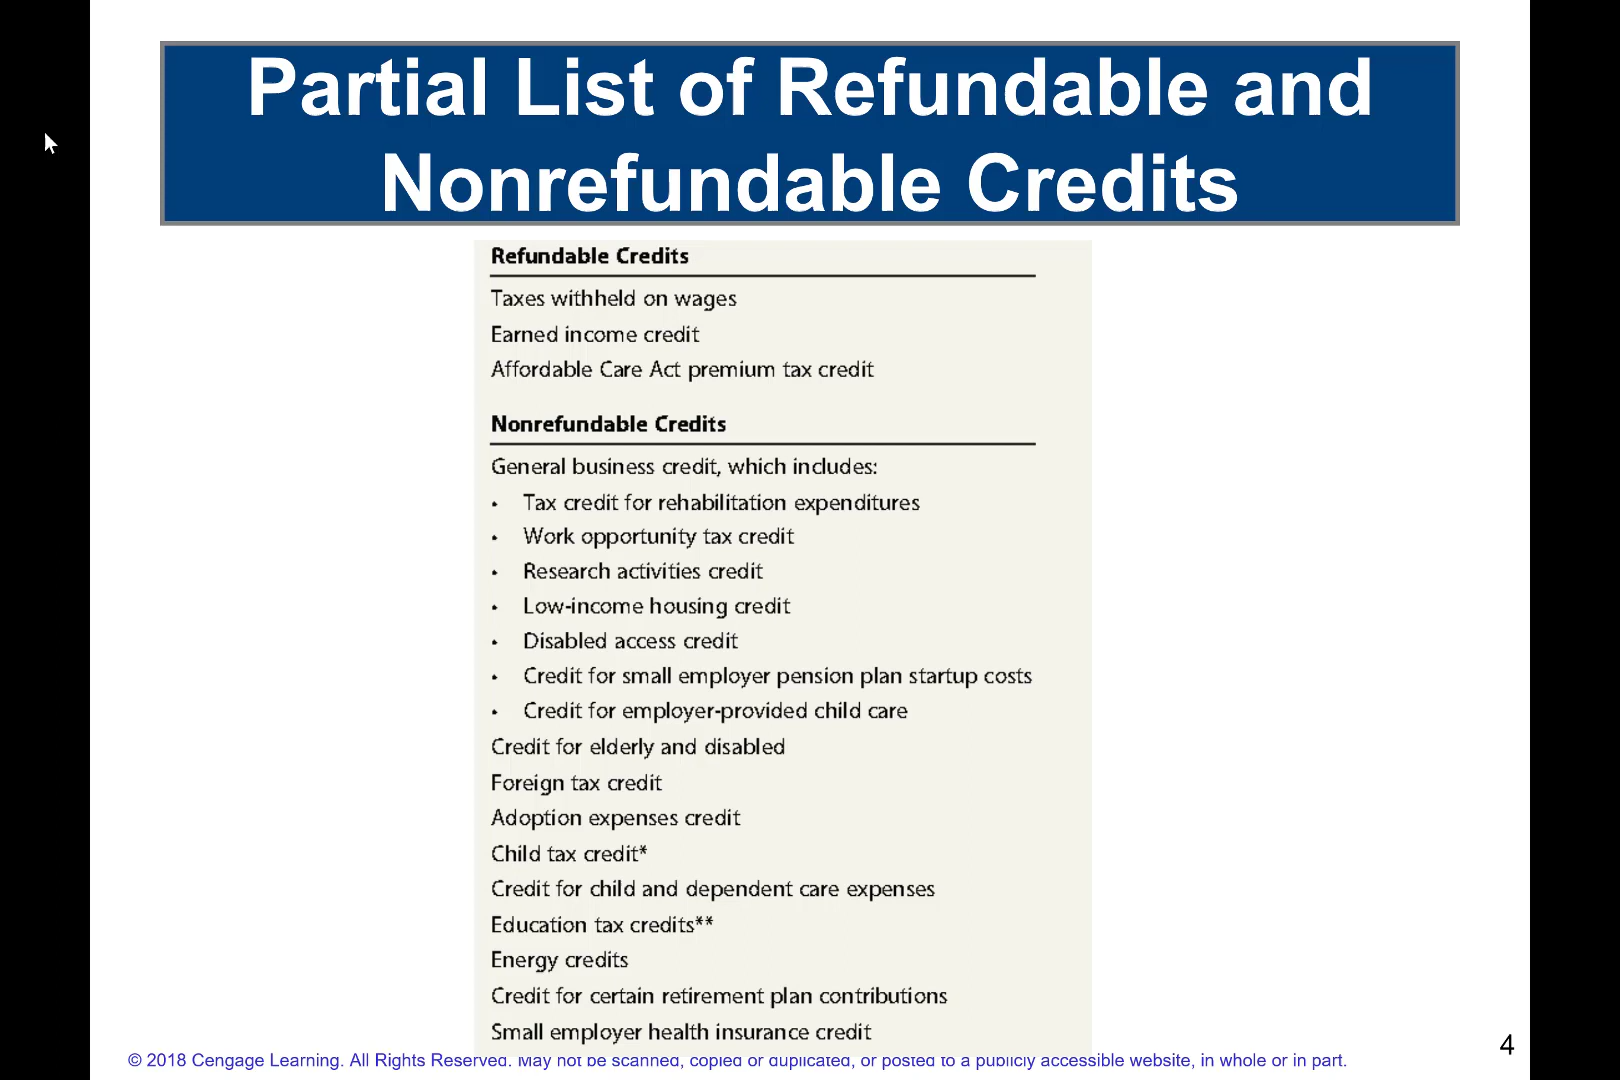 Partial List of Refundable and
Nonrefundable Credits
Refundable Credits
Taxes withheld on wages
Earned income credit
Affordable Care Act premium tax credit
Nonrefundable Credits
General business credit, which includes:
• Tax credit for rehabilitation expenditures
• Work opportunity tax credit
• Research activities credit
• Low-income housing credit
• Disabled access credit
• Credit for small employer pension plan startup costs
• Credit for employer-provided child care
Credit for elderly and disabled
Foreign tax credit
Adoption expenses credit
Child tax credit*
Credit for child and dependent care expenses
Education tax credits**
Energy credits
Credit for certain retirement plan contributions
Small employer health insurance credit
© 2018 Cengage Learning. All Rights Reserved. May not be scanned, copied or duplicated, or posted to a publicly accessible website, in whole or in part.
4